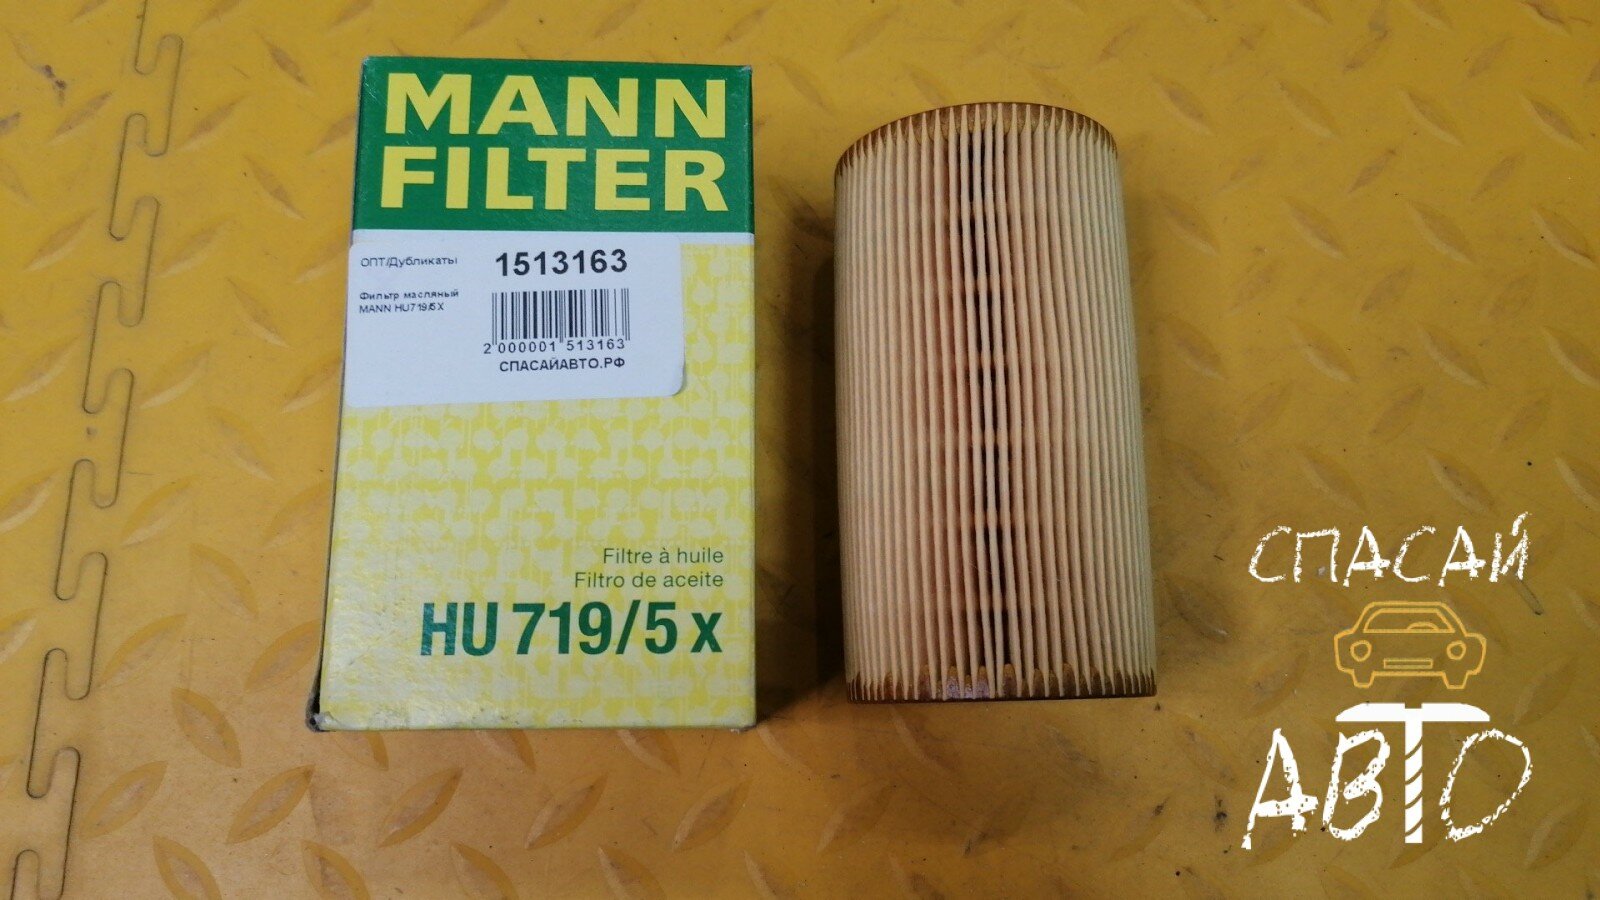 MANN
FILTER
ОПТ/Дубликаты
1513163
Фильтр масляный
MANN HU719/5 X
2 000001 513163
СПАСАЙАВТО.РФ
Filtre à huile
Filtro de aceite
HU 719/5 x
СПАСАЙ
АВТО